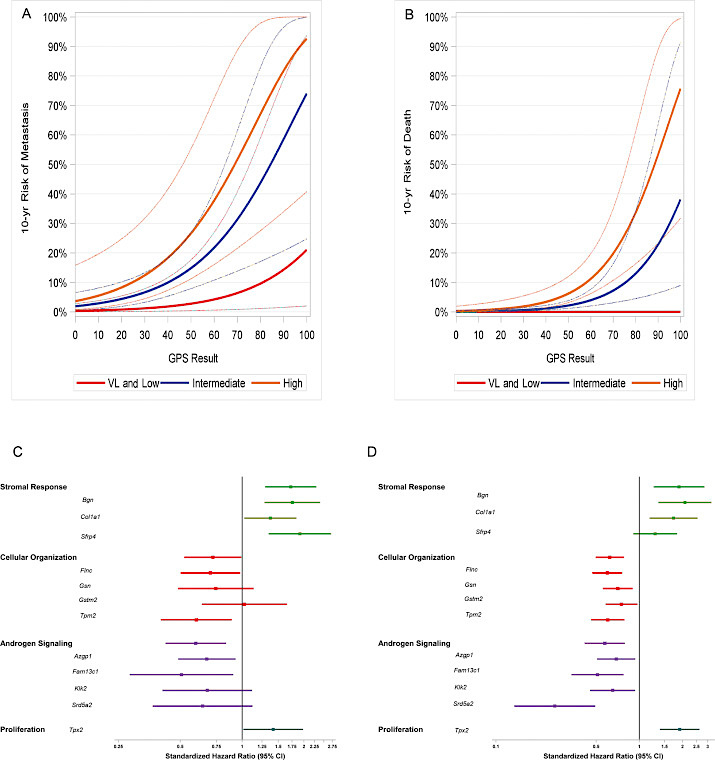 A
100%
90%
80%
70%
60%
50%
40%
30%
20%
10%
0%
10-yr Risk of Metastasis
0 10 20 30 40 50 60 70 80 90 100
GPS Result
VL and Low Intermediate High
B
100%
90%
80%
70%
60%
50%
40%
30%
20%
10%
0%
10-yr Risk of Death
0 10 20 30 40 50 60 70 80 90 100
GPS Result
VL and Low Intermediate High
C
Stromal Response
Bgn
Col1a1
Sfrp4
Cellular Organization
Flnc
Gsn
Gstm2
Tpm2
Androgen Signaling
Azgp1
Fam13c1
Klk2
Srd5a2
Proliferation
Tpx2
0.25 0.5 0.75 1 1.25 1.5 1.75 2 2.25 2.75
Standardized Hazard Ratio (95% CI)
D
Stromal Response
Bgn
Col1a1
Sfrp4
Cellular Organization
Flnc
Gsn
Gstm2
Tpm2
Androgen Signaling
Azgp1
Fam13c1
Klk2
Srd5a2
Proliferation
Tpx2
0.1 0.5 1 1.5 2 2.5 3
Standardized Hazard Ratio (95% CI)